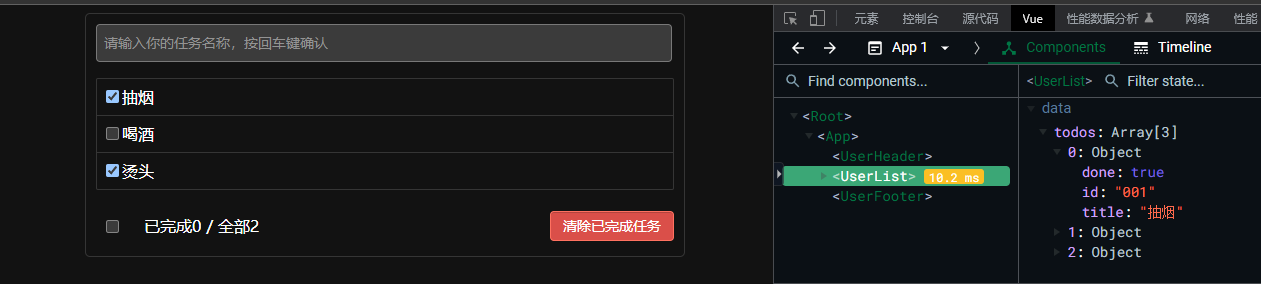 请输入你的任务名称，按回车键确认
抽烟
喝酒
烫头
已完成0 / 全部2
清除已完成任务
元素 控制台 源代码 Vue 性能数据分析 网络 性能
App 1 Components Timeline
Find components...
<Root>
<App>
<UserHeader>
<UserList> 10.2 ms
<UserFooter>
<UserList> Filter state...
data
todos: Array[3]
0: Object
done: true
id: "001"
title: "抽烟"
1: Object
2: Object